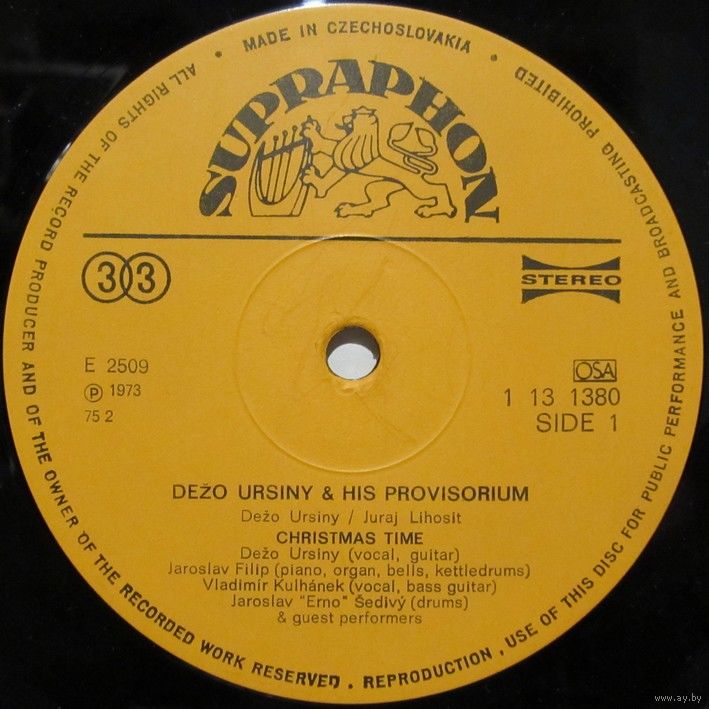 ALL RIGHTS OF THE RECORD PRODUCER AND OF THE OWNER OF THE RECORDED WORK RESERVED . REPRODUCTION , USE OF THIS DISC FOR PUBLIC PERFORMANCE AND BROADCASTING PROHIBITED
• MADE IN CZECHOSLOVAKIA •
SUPRAPHON
33
STEREO
E 2509
Ⓟ 1973
75 2
OSA
1 13 1380
SIDE 1
DEŽO URSINY & HIS PROVISORIUM
Dežo Ursiny / Juraj Lihosit
CHRISTMAS TIME
Dežo Ursiny (vocal, guitar)
Jaroslav Filip (piano, organ, bells, kettledrums)
Vladimír Kulhánek (vocal, bass guitar)
Jaroslav "Erno" Šedivý (drums)
& guest performers
www.ay.by